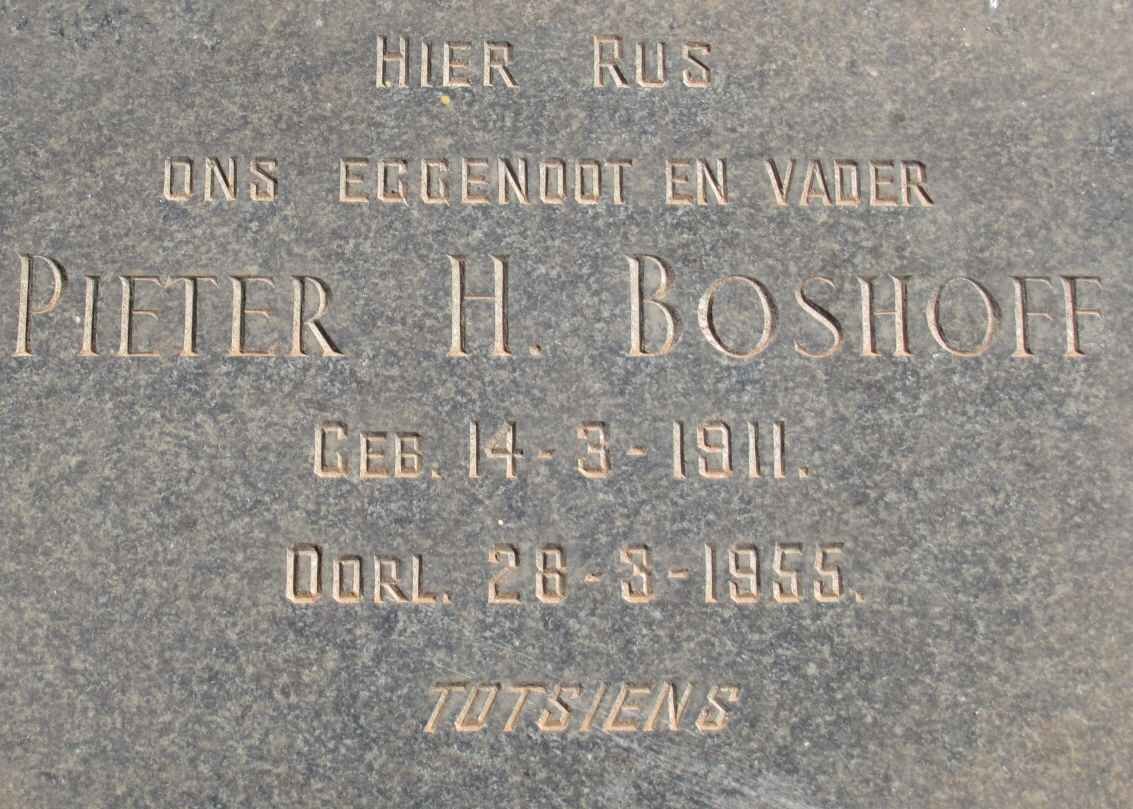 HIER RUS
ONS EGGENOOT EN VADER
PIETER H. BOSHOFF
GEB. 14-3-1911.
OORL. 28-3-1955.
TOTSIENS